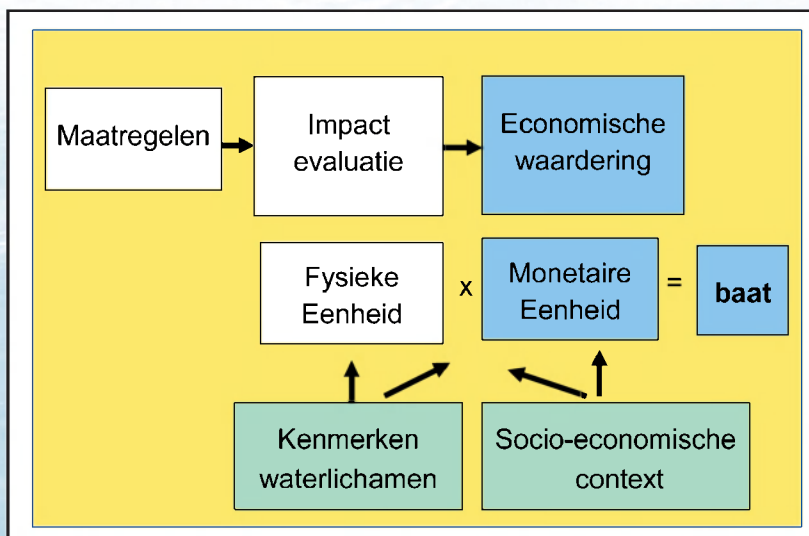 Maatregelen
Impact
evaluatie
Economische
waardering
Fysieke
Eenheid
x
Monetaire
Eenheid
=
baat
Kenmerken
waterlichamen
Socio-economische
context